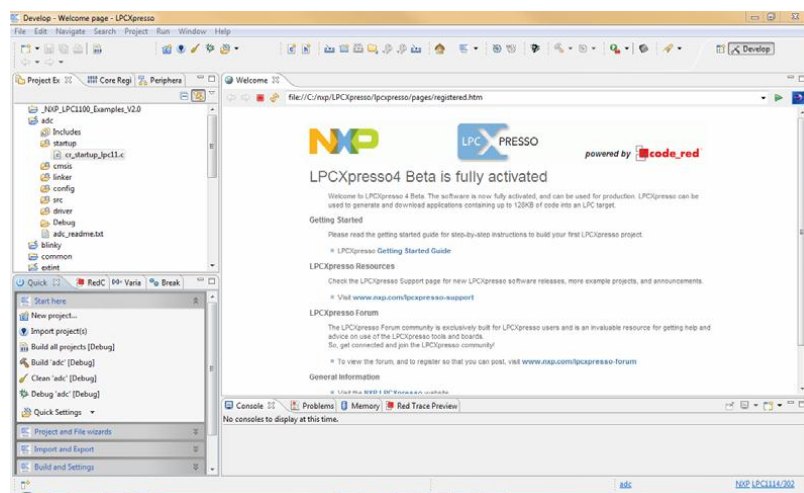 Develop - Welcome page - LPCXpresso
File Edit Navigate Search Project Run Window Help
Develop
Project Ex Core Regi Periphera
Welcome
file://C:/nxp/LPCXpresso/lpcxpresso/pages/registered.htm
_NXP_LPC1100_Examples_V2.0
adc
Includes
startup
cr_startup_lpc11.c
cmsis
linker
config
src
driver
Debug
adc_readme.txt
blinky
common
extint
NXP
LPC XPRESSO
powered by code_red
LPCXpresso4 Beta is fully activated
Welcome to LPCXpresso 4 Beta. The software is now fully activated, and can be used for production. LPCXpresso can be
used to generate and download applications containing up to 128KB of code into an LPC target.
Getting Started
Please read the getting started guide for step-by-step instructions to build your first LPCXpresso project.
LPCXpresso Getting Started Guide
LPCXpresso Resources
Check the LPCXpresso Support page for new LPCXpresso software releases, more example projects, and announcements.
Visit www.nxp.com/lpcxpresso-support
LPCXpresso Forum
The LPCXpresso Forum community is exclusively built for LPCXpresso users and is an invaluable resource for getting help and
advice on use of the LPCXpresso tools and boards.
So, get connected and join the LPCXpresso community!
To view the forum, and to register so that you can post, visit www.nxp.com/lpcxpresso-forum
General Information
Visit the NXP LPCXpresso website
Quick RedC Varia Break
Start here
New project...
Import project(s)
Build all projects [Debug]
Build 'adc' [Debug]
Clean 'adc' [Debug]
Debug 'adc' [Debug]
Quick Settings
Project and File wizards
Import and Export
Build and Settings
Console Problems Memory Red Trace Preview
No consoles to display at this time.
adc
NXP LPC1114/302